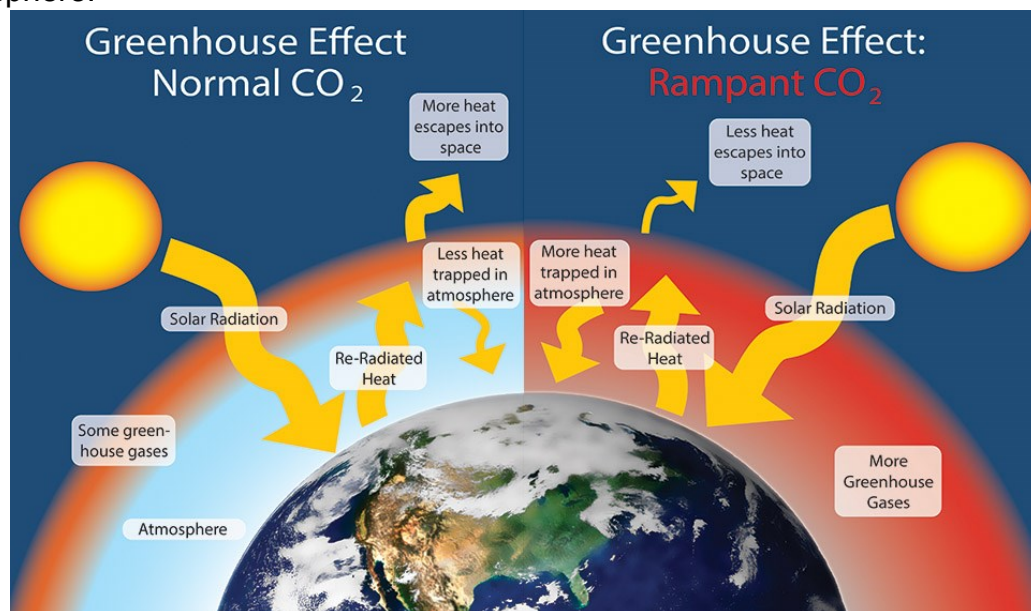 sphere.
Greenhouse Effect
Normal CO₂
More heat
escapes into
space
Less heat
trapped in
atmosphere
Solar Radiation
Re-Radiated
Heat
Some green-
house gases
Atmosphere
Greenhouse Effect:
Rampant CO₂
Less heat
escapes into
space
More heat
trapped in
atmosphere
Solar Radiation
Re-Radiated
Heat
More
Greenhouse
Gases